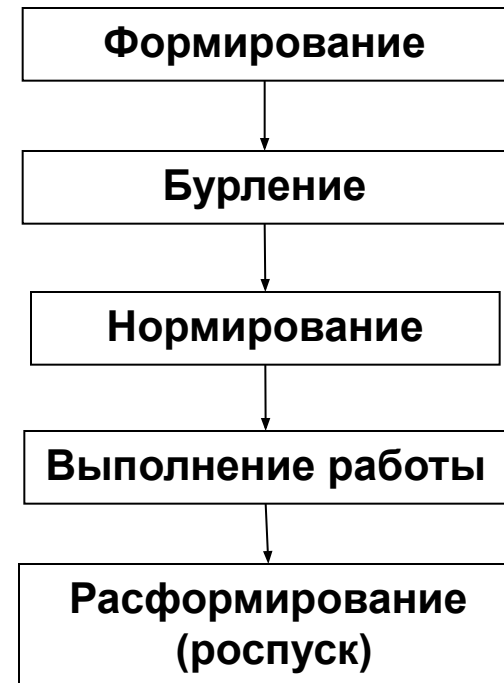 Формирование
Бурление
Нормирование
Выполнение работы
Расформирование
(роспуск)